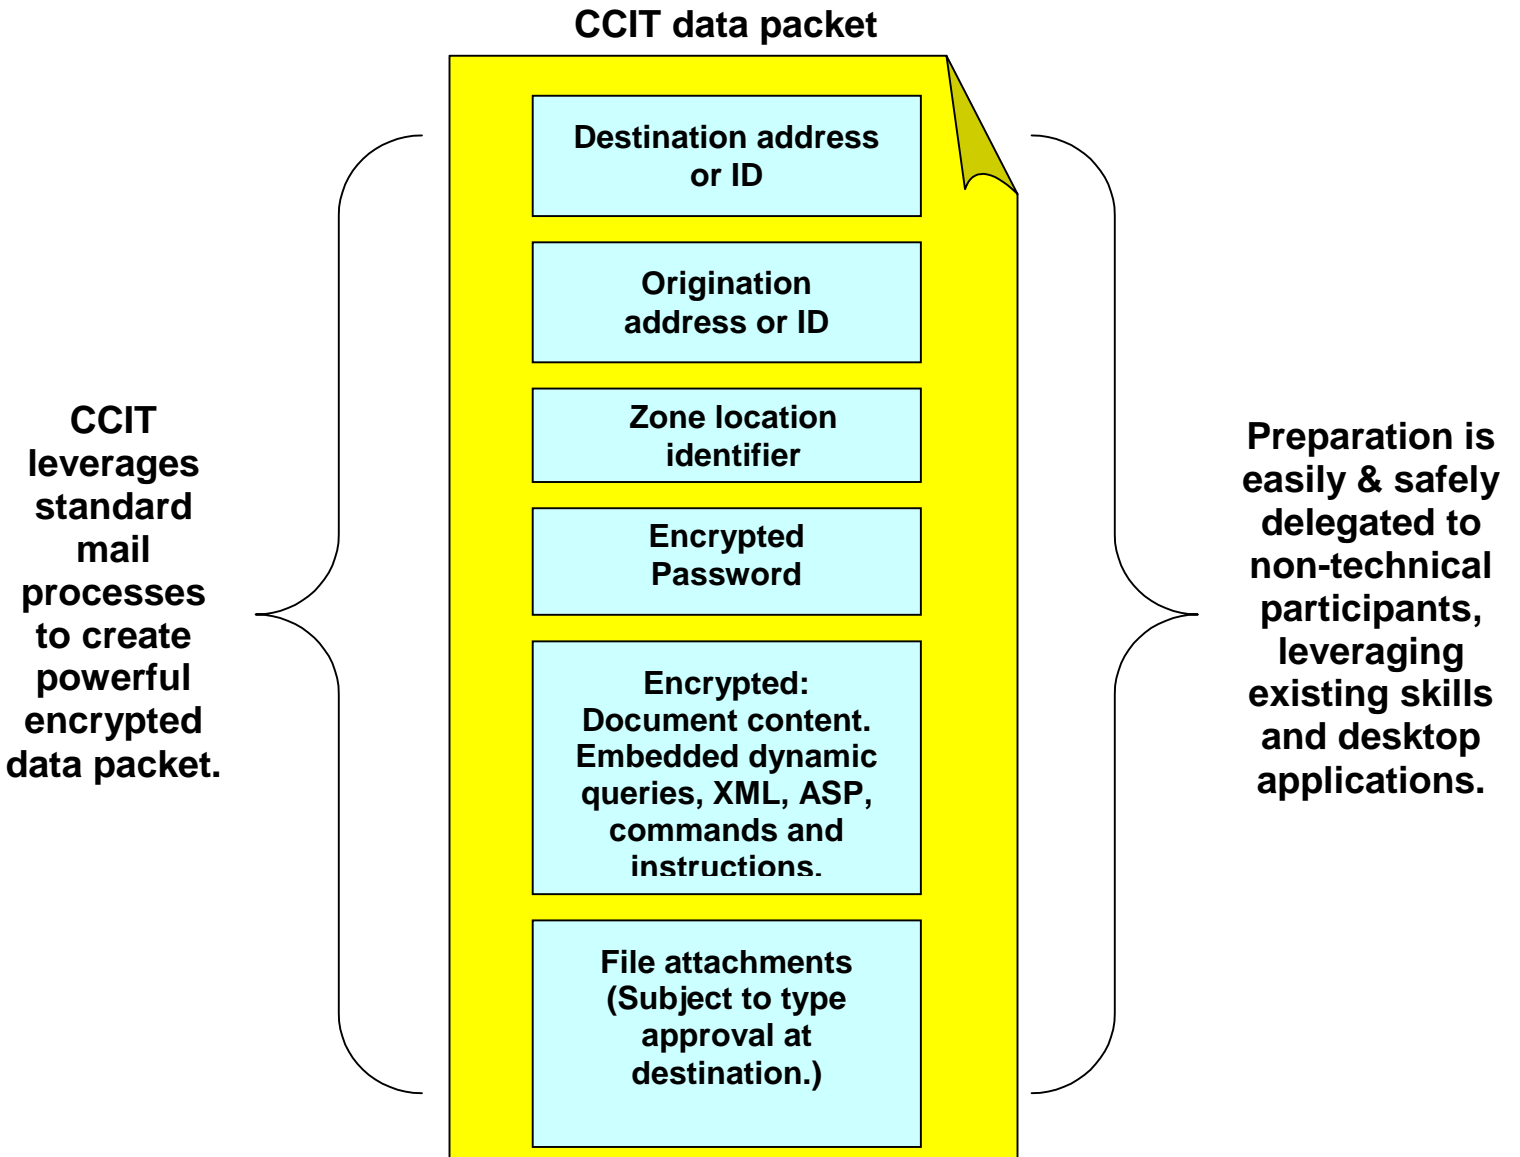 CCIT data packet
Destination address
or ID
Origination
address or ID
Zone location
identifier
Encrypted
Password
Encrypted:
Document content.
Embedded dynamic
queries, XML, ASP,
commands and
instructions.
File attachments
(Subject to type
approval at
destination.)
CCIT
leverages
standard
mail
processes
to create
powerful
encrypted
data packet.
Preparation is
easily & safely
delegated to
non-technical
participants,
leveraging
existing skills
and desktop
applications.